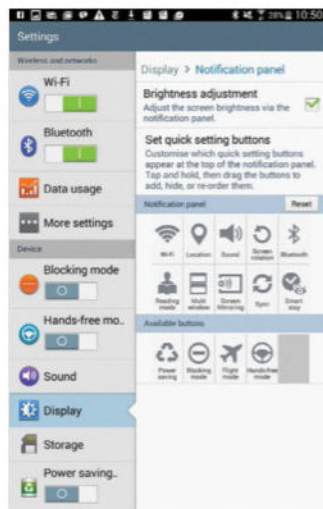 28% 10:50
Settings
Wireless and networks
Wi-Fi
Bluetooth
Data usage
More settings
Device
Blocking mode
Hands-free mo..
Sound
Display
Storage
Power saving..
Display > Notification panel
Brightness adjustment
Adjust the screen brightness via the
notification panel.
Set quick setting buttons
Customise which quick setting buttons
appear at the top of the notification panel.
Tap and hold, then drag the buttons to
add, hide, or re-order them.
Notification panel Reset
Wi-Fi Location Sound Screen rotation Bluetooth
Reading mode Multi window Screen Mirroring Sync Smart stay
Available buttons
Power saving Blocking mode Flight mode Hands-free mode